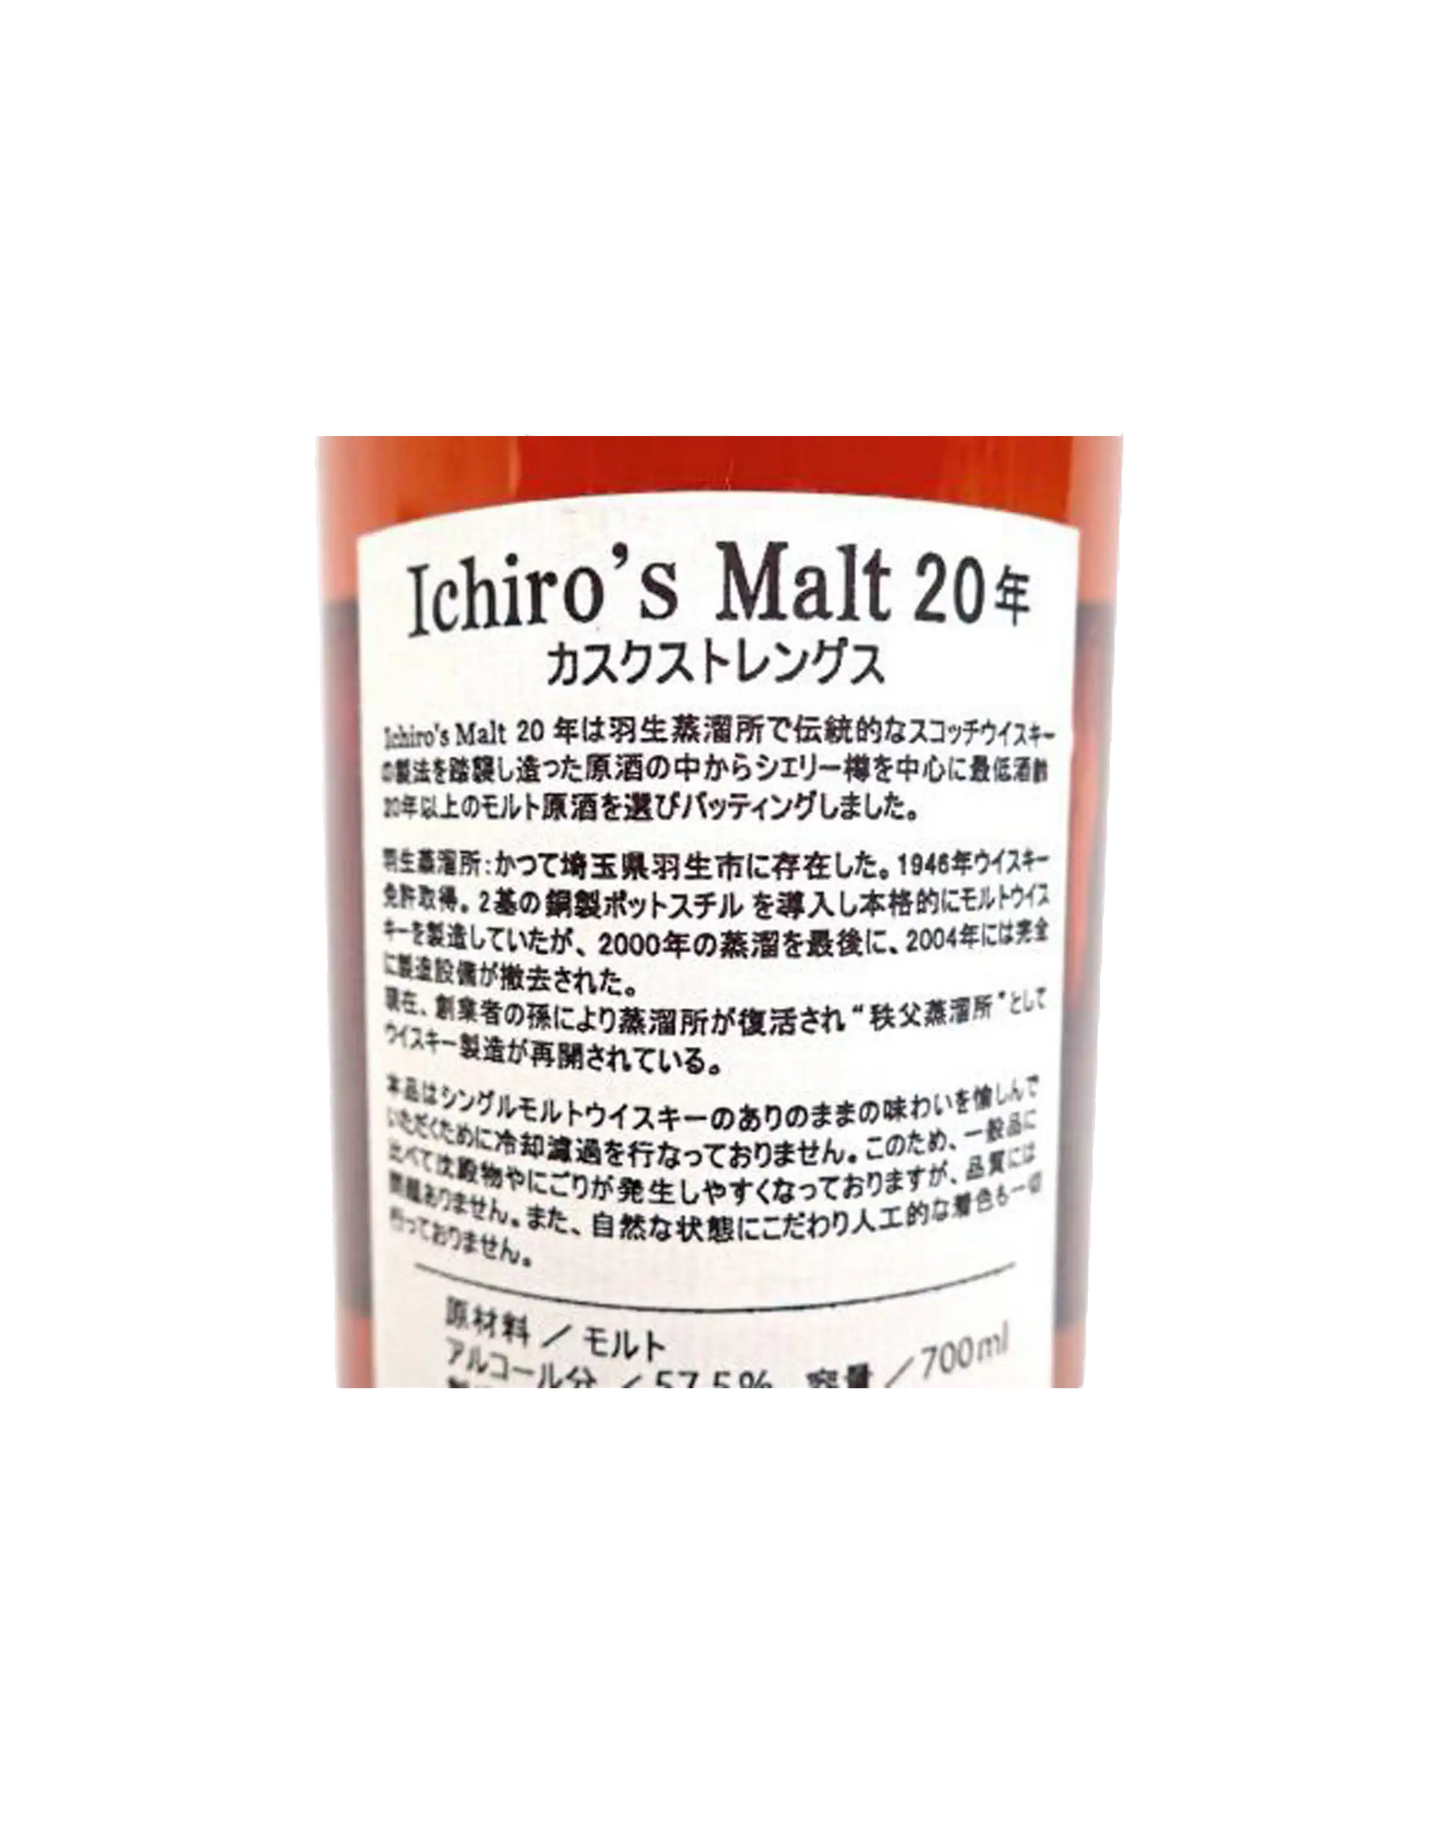 Ichiro's Malt 20年
カスクストレングス
Ichiro's Malt 20 年は羽生蒸溜所で伝統的なスコッチウイスキー
の製法を踏襲し造った原酒の中からシェリー樽を中心に最低酒齢
20年以上のモルト原酒を選びバッティングしました。
羽生蒸溜所：かつて埼玉県羽生市に存在した。1946年ウイスキー
免許取得。2基の銅製ポットスチル を導入し本格的にモルトウイス
キーを製造していたが、2000年の蒸溜を最後に、2004年には完全
に製造設備が撤去された。
現在、創業者の孫により蒸溜所が復活され“秩父蒸溜所”として
ウイスキー製造が再開されている。
本品はシングルモルトウイスキーのありのままの味わいを愉しんで
いただくために冷却濾過を行なっておりません。このため、一般品に
比べて沈殿物やにごりが発生しやすくなっておりますが、品質には
問題ありません。また、自然な状態にこだわり人工的な着色も一切
行っておりません。
原材料 ／ モルト
アルコール分 ／ 57.5% 容量 ／ 700ml